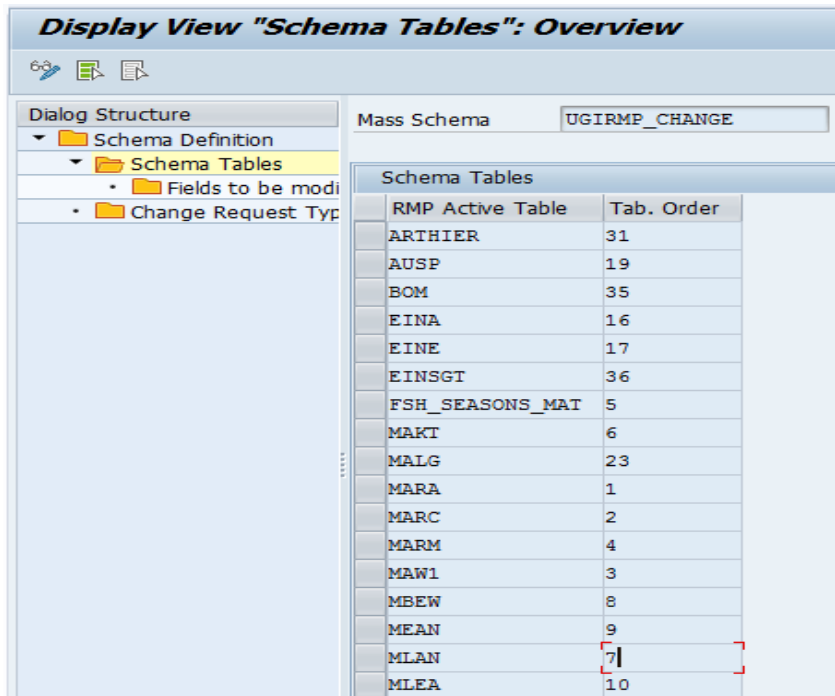 Display View "Schema Tables": Overview
Dialog Structure
Schema Definition
Schema Tables
Fields to be modi
Change Request Typ
Mass Schema UGIRMP_CHANGE
Schema Tables
RMP Active Table Tab. Order
ARTHIER 31
AUSP 19
BOM 35
EINA 16
EINE 17
EINSGT 36
FSH_SEASONS_MAT 5
MAKT 6
MALG 23
MARA 1
MARC 2
MARM 4
MAW1 3
MBEW 8
MEAN 9
MLAN 7
MLEA 10